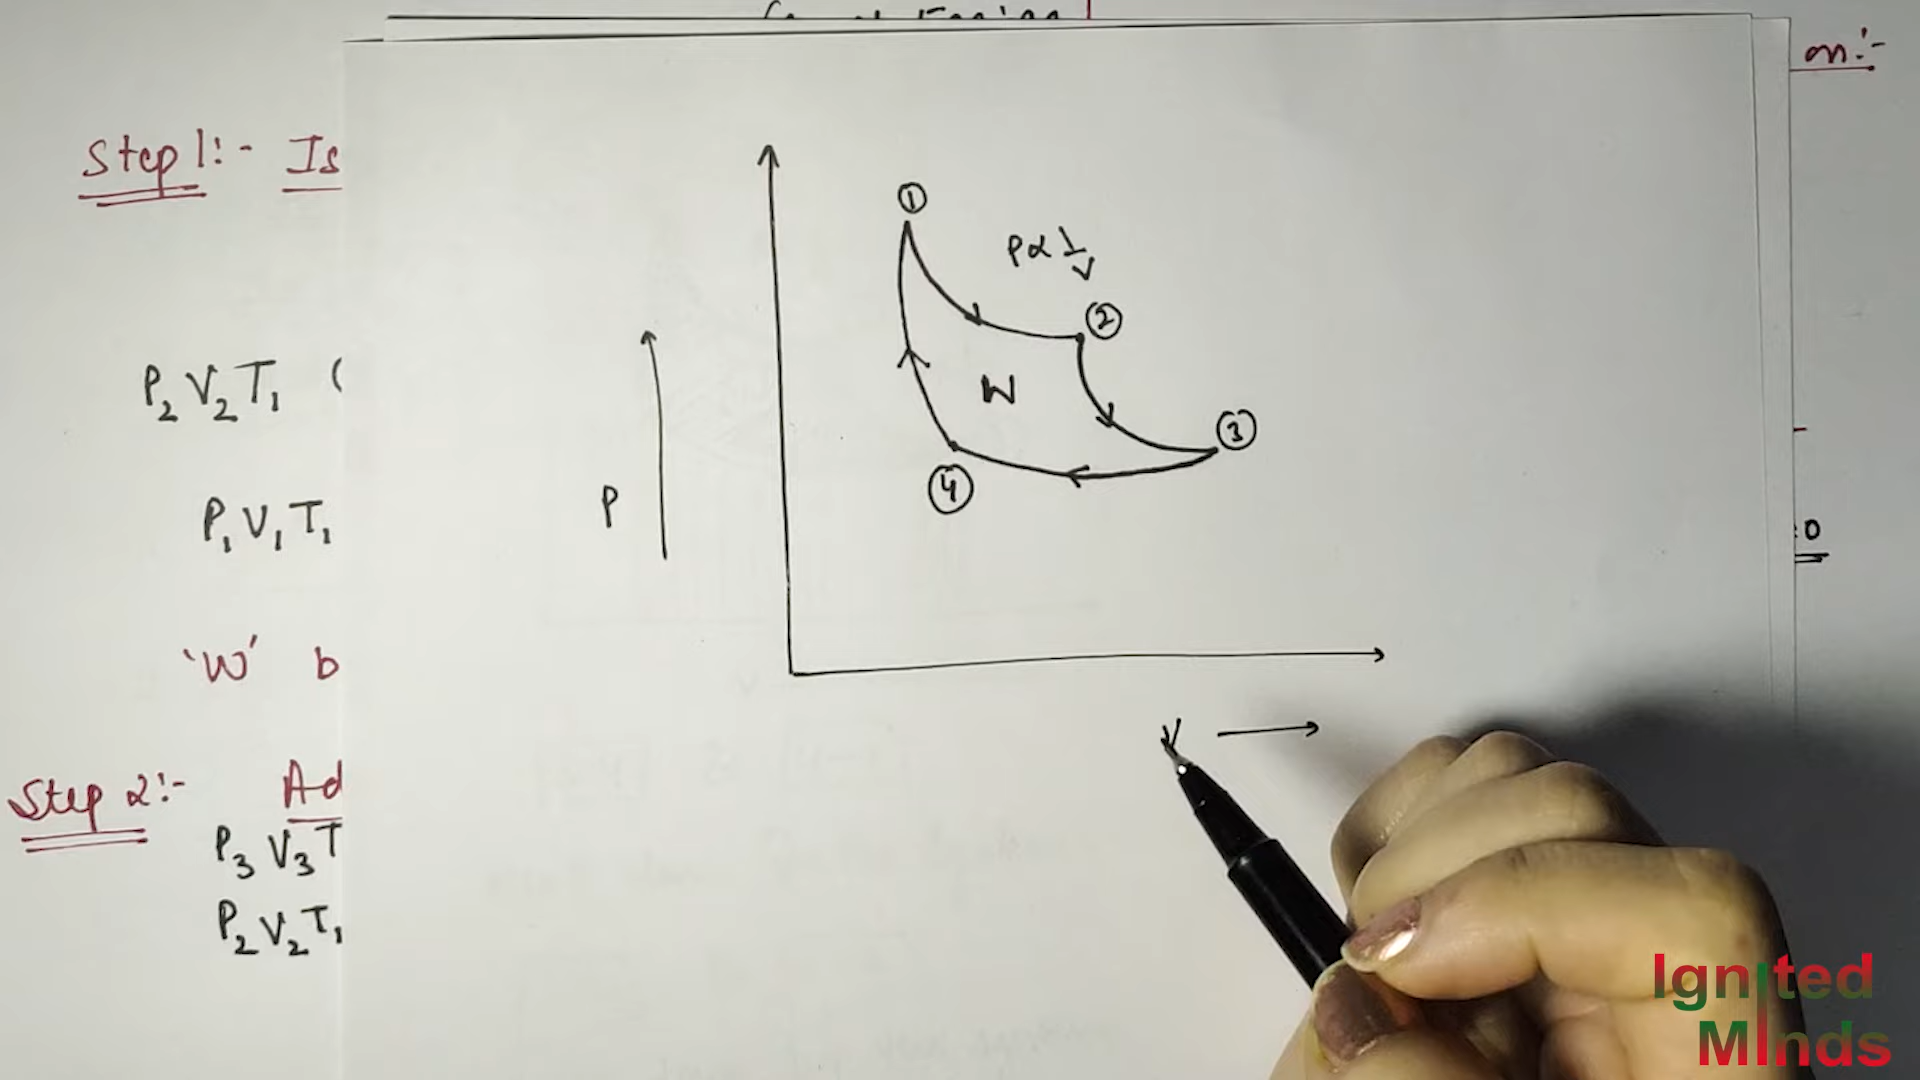 m:-
Step 1:- Is
①
P ∝ 1/V
②
P₂ V₂ T₁ (
W
③
④
P
P₁ V₁ T₁
:0
'W' b
V →
Step 2:- Ad
P₃ V₃ T
P₂ V₂ T₁
Ignited
Minds